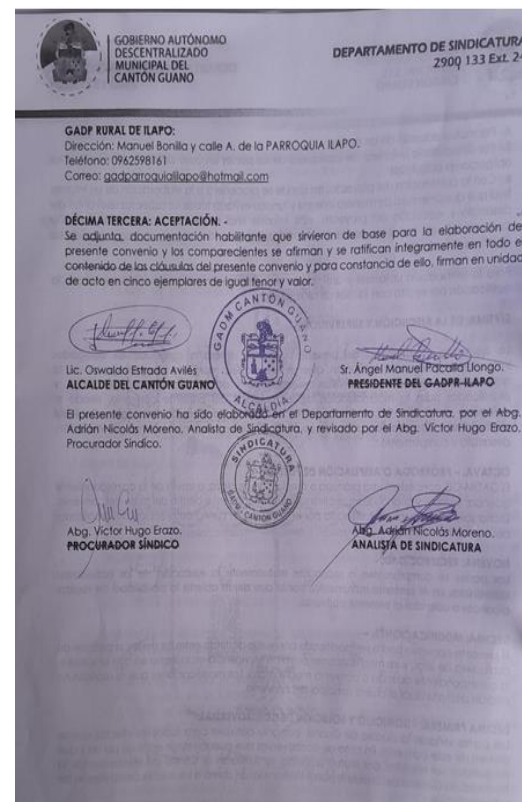 GOBIERNO AUTÓNOMO
DESCENTRALIZADO
MUNICIPAL DEL
CANTÓN GUANO
DEPARTAMENTO DE SINDICATURA
2900 133 Ext. 24
GADP RURAL DE ILAPO:
Dirección: Manuel Bonilla y calle A. de la PARROQUIA ILAPO.
Teléfono: 0962598161
Correo: gadparroquialilapo@hotmail.com
DÉCIMA TERCERA: ACEPTACIÓN. -
Se adjunta, documentación habilitante que sirvieron de base para la elaboración de
presente convenio y los comparecientes se afirman y se ratifican íntegramente en todo e
contenido de las cláusulas del presente convenio y para constancia de ello, firman en unidad
de acto en cinco ejemplares de igual tenor y valor.
GADM CANTÓN GUANO
ALCALDIA
Lic. Oswaldo Estrada Avilés
ALCALDE DEL CANTÓN GUANO
Sr. Ángel Manuel Pacalla Llongo.
PRESIDENTE DEL GADPR-ILAPO
El presente convenio ha sido elaborado en el Departamento de Sindicatura, por el Abg.
Adrián Nicolás Moreno, Analista de Sindicatura, y revisado por el Abg. Víctor Hugo Erazo,
Procurador Síndico.
SINDICATURA
GADM - CANTÓN GUANO
Abg. Víctor Hugo Erazo.
PROCURADOR SÍNDICO
Abg. Adrián Nicolás Moreno.
ANALISTA DE SINDICATURA